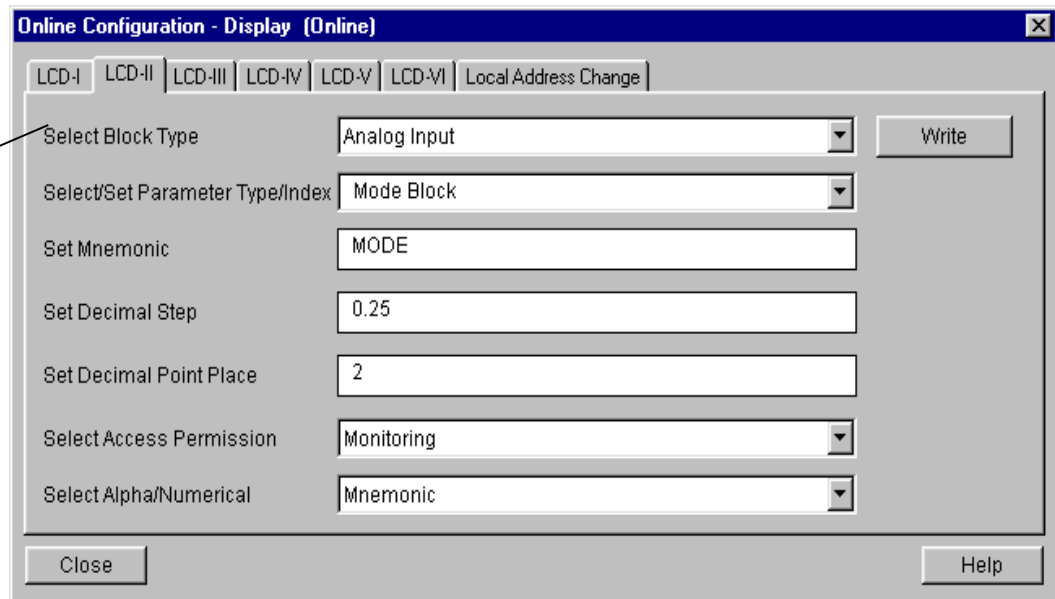 Online Configuration - Display (Online)
LCD-I LCD-II LCD-III LCD-IV LCD-V LCD-VI Local Address Change
Select Block Type Analog Input Write
Select/Set Parameter Type/Index Mode Block
Set Mnemonic MODE
Set Decimal Step 0.25
Set Decimal Point Place 2
Select Access Permission Monitoring
Select Alpha/Numerical Mnemonic
Close Help